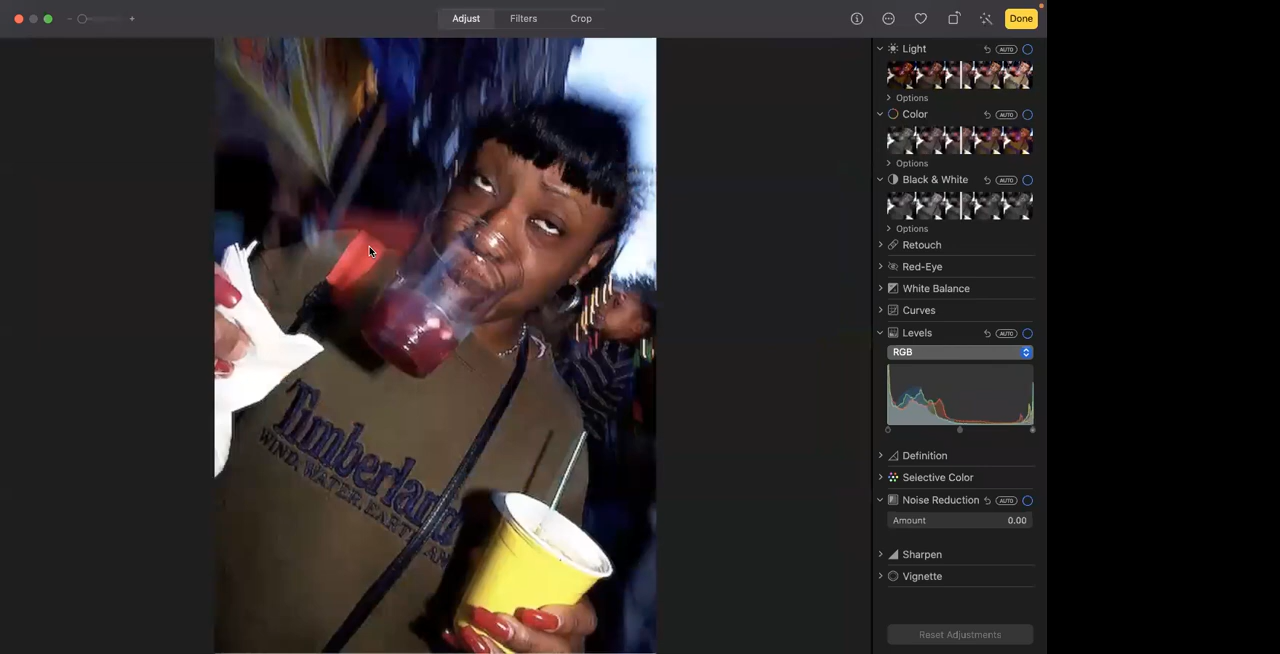 Adjust Filters Crop Done
Light AUTO
Options
Color AUTO
Options
Black & White AUTO
Options
Retouch
Red-Eye
White Balance
Curves
Levels AUTO
RGB
Definition
Selective Color
Noise Reduction AUTO
Amount 0.00
Sharpen
Vignette
Reset Adjustments
Timberland
WIND, WATER, EARTH AN